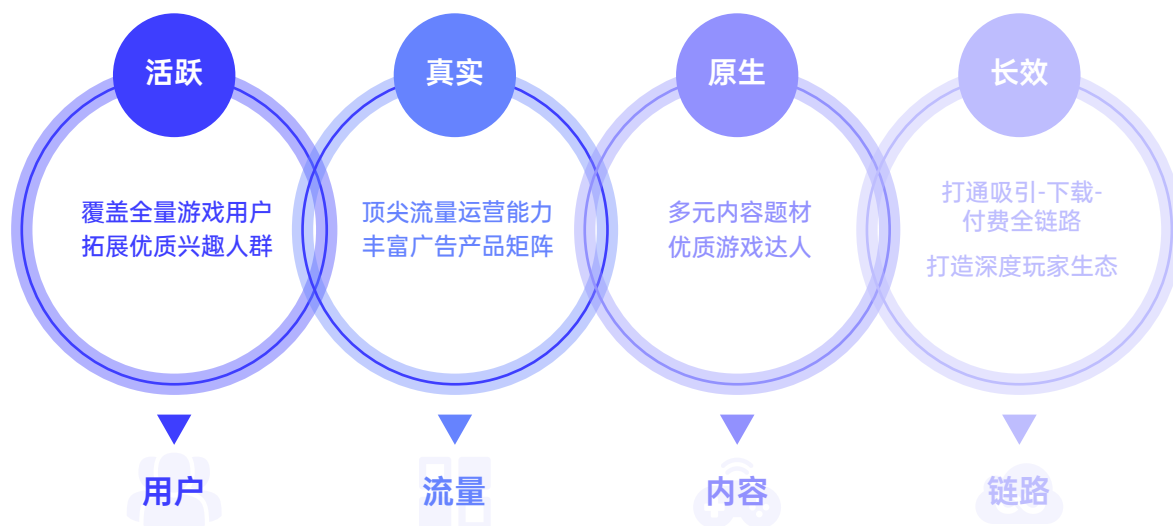 活跃
真实
原生
长效
覆盖全量游戏用户
拓展优质兴趣人群
顶尖流量运营能力
丰富广告产品矩阵
多元内容题材
优质游戏达人
打通吸引-下载-
付费全链路
打造深度玩家生态
用户
流量
内容
链路